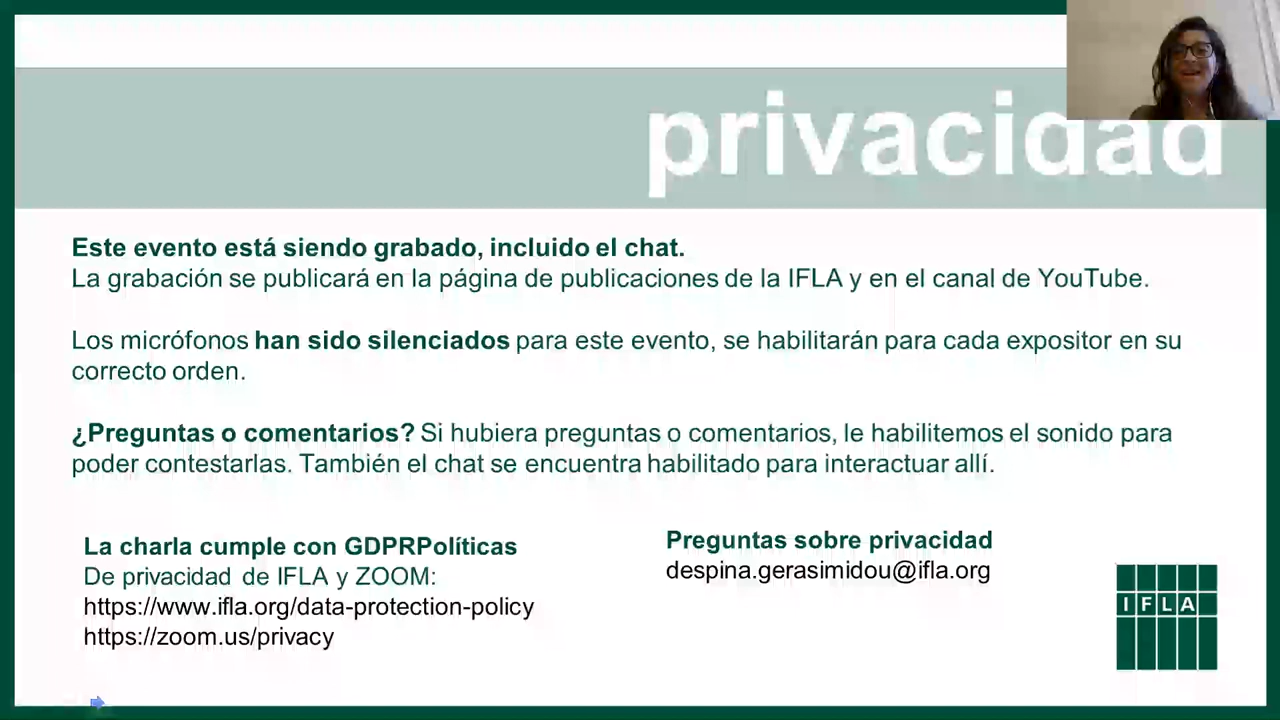 privacidad
Este evento está siendo grabado, incluido el chat.
La grabación se publicará en la página de publicaciones de la IFLA y en el canal de YouTube.
Los micrófonos han sido silenciados para este evento, se habilitarán para cada expositor en su
correcto orden.
¿Preguntas o comentarios? Si hubiera preguntas o comentarios, le habilitemos el sonido para
poder contestarlas. También el chat se encuentra habilitado para interactuar allí.
La charla cumple con GDPRPolíticas
De privacidad de IFLA y ZOOM:
https://www.ifla.org/data-protection-policy
https://zoom.us/privacy
Preguntas sobre privacidad
despina.gerasimidou@ifla.org
IFLA